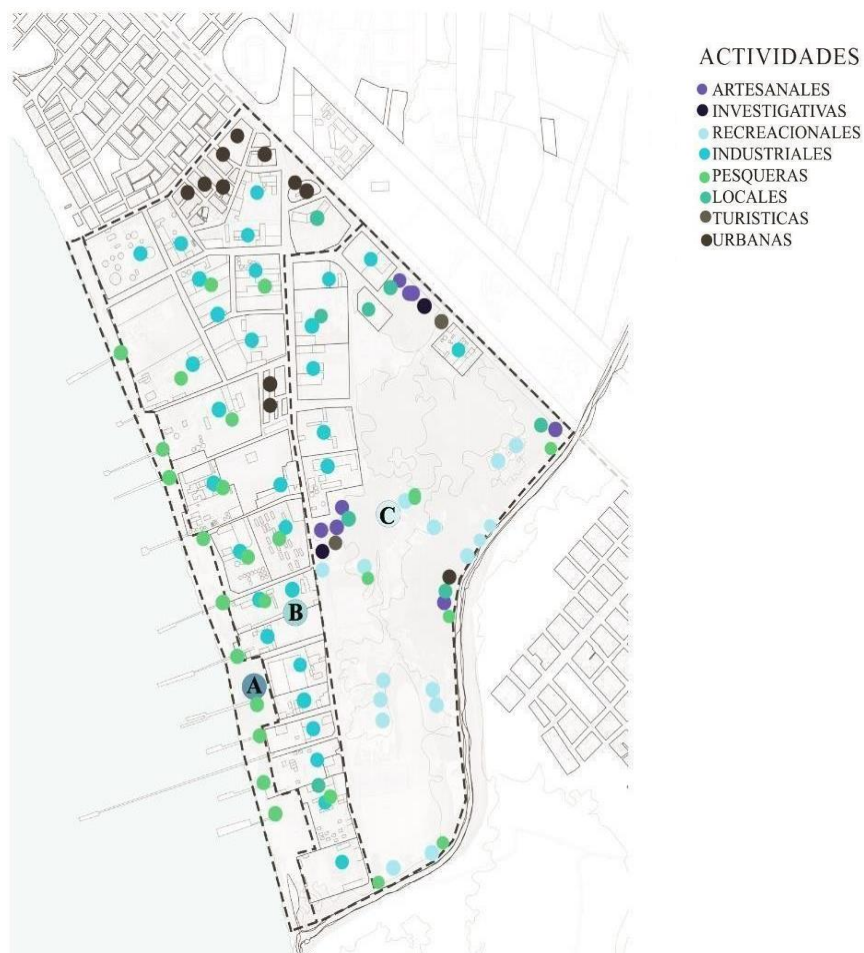 ACTIVIDADES
ARTESANALES
INVESTIGATIVAS
RECREACIONALES
INDUSTRIALES
PESQUERAS
LOCALES
TURISTICAS
URBANAS
C
B
A